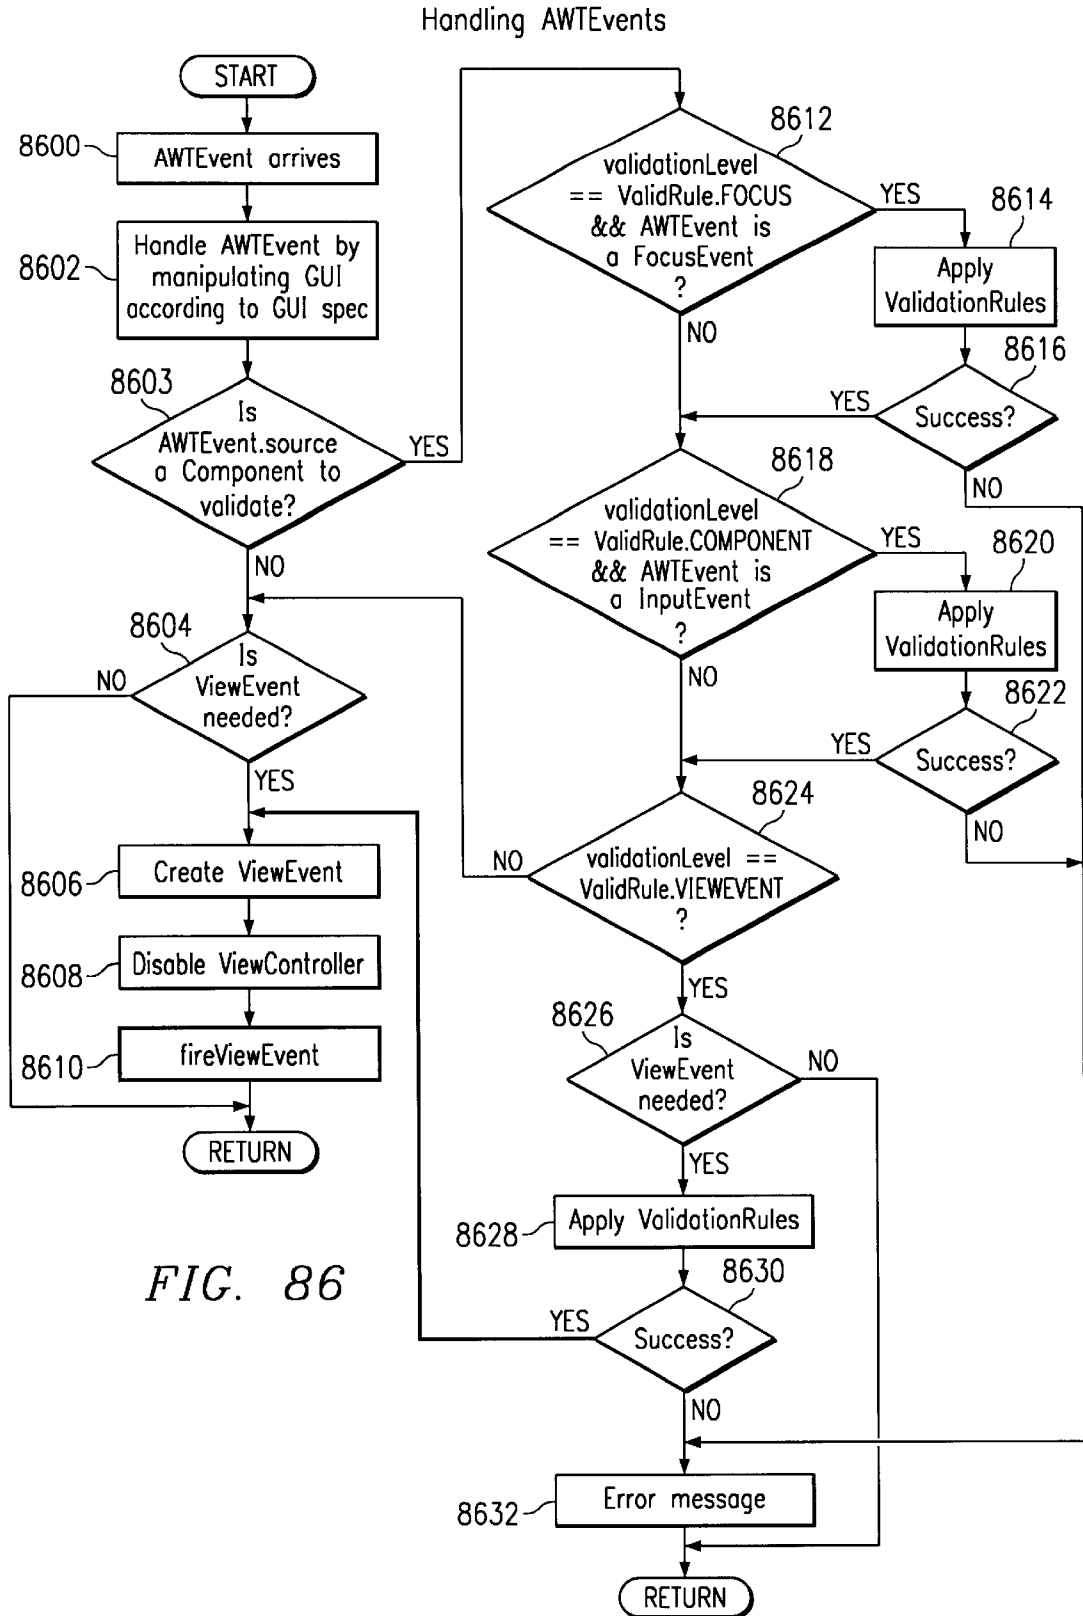 Handling AWTEvents
START
8600
AWTEvent arrives
8602
Handle AWTEvent by
manipulating GUI
according to GUI spec
8603
Is
AWTEvent.source
a Component to
validate?
YES
NO
8604
Is
ViewEvent
needed?
NO
YES
8606
Create ViewEvent
8608
Disable ViewController
8610
fireViewEvent
RETURN
8612
validationLevel
== ValidRule.FOCUS
&& AWTEvent is
a FocusEvent
?
YES
NO
8614
Apply
ValidationRules
8616
Success?
YES
NO
8618
validationLevel
== ValidRule.COMPONENT
&& AWTEvent is
a InputEvent
?
YES
NO
8620
Apply
ValidationRules
8622
Success?
YES
NO
8624
validationLevel ==
ValidRule.VIEWEVENT
?
NO
YES
8626
Is
ViewEvent
needed?
NO
YES
8628
Apply ValidationRules
8630
Success?
YES
NO
8632
Error message
RETURN
FIG. 86